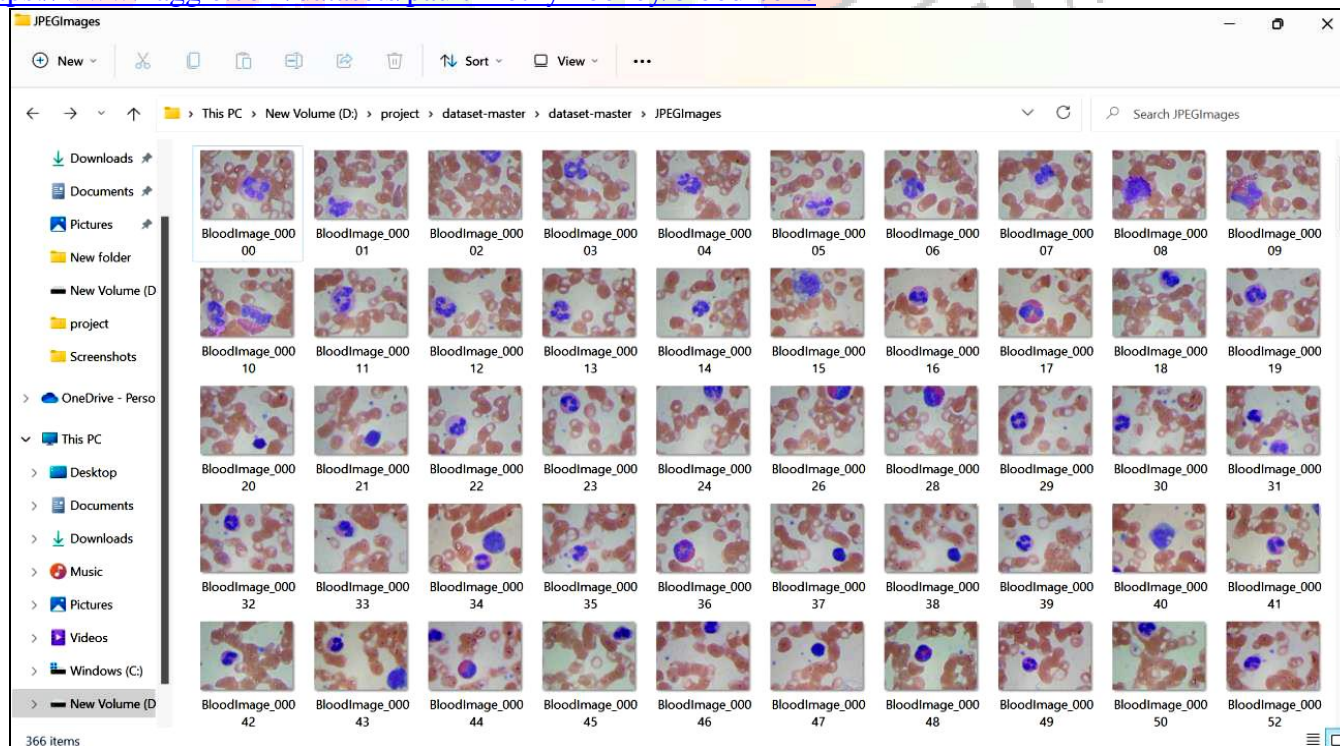 JPEGImages
New
Sort
View
This PC > New Volume (D:) > project > dataset-master > dataset-master > JPEGImages
Search JPEGImages
Downloads
Documents
Pictures
New folder
New Volume (D
project
Screenshots
OneDrive - Perso
This PC
Desktop
Documents
Downloads
Music
Pictures
Videos
Windows (C:)
New Volume (D
BloodImage_000 BloodImage_000 BloodImage_000 BloodImage_000 BloodImage_000 BloodImage_000 BloodImage_000 BloodImage_000 BloodImage_000 BloodImage_000
00 01 02 03 04 05 06 07 08 09
BloodImage_000 BloodImage_000 BloodImage_000 BloodImage_000 BloodImage_000 BloodImage_000 BloodImage_000 BloodImage_000 BloodImage_000 BloodImage_000
10 11 12 13 14 15 16 17 18 19
BloodImage_000 BloodImage_000 BloodImage_000 BloodImage_000 BloodImage_000 BloodImage_000 BloodImage_000 BloodImage_000 BloodImage_000 BloodImage_000
20 21 22 23 24 26 28 29 30 31
BloodImage_000 BloodImage_000 BloodImage_000 BloodImage_000 BloodImage_000 BloodImage_000 BloodImage_000 BloodImage_000 BloodImage_000 BloodImage_000
32 33 34 35 36 37 38 39 40 41
BloodImage_000 BloodImage_000 BloodImage_000 BloodImage_000 BloodImage_000 BloodImage_000 BloodImage_000 BloodImage_000 BloodImage_000 BloodImage_000
42 43 44 45 46 47 48 49 50 52
366 items